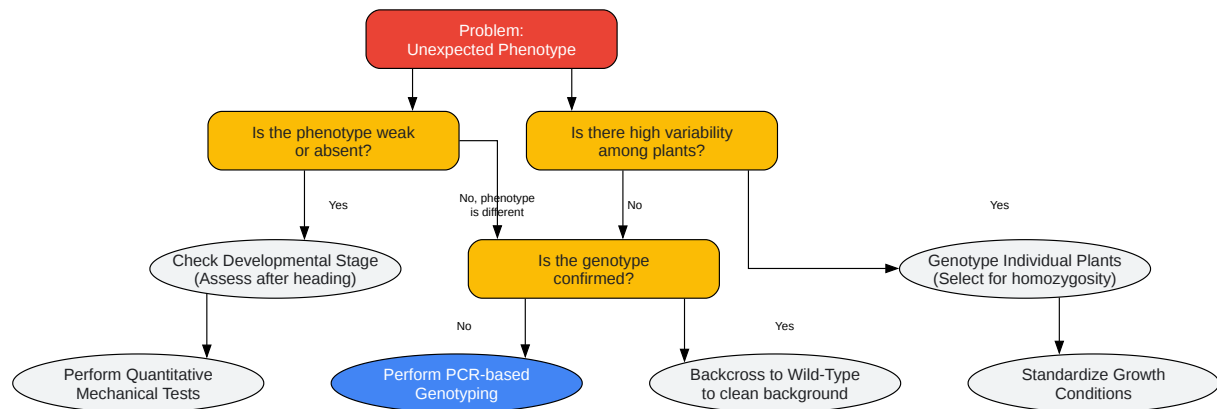 Problem:
Unexpected Phenotype
Is the phenotype weak
or absent?
Is there high variability
among plants?
Yes
No, phenotype
is different
No
Yes
Check Developmental Stage
(Assess after heading)
Is the genotype
confirmed?
Genotype Individual Plants
(Select for homozygosity)
No
Yes
Perform Quantitative
Mechanical Tests
Perform PCR-based
Genotyping
Backcross to Wild-Type
to clean background
Standardize Growth
Conditions